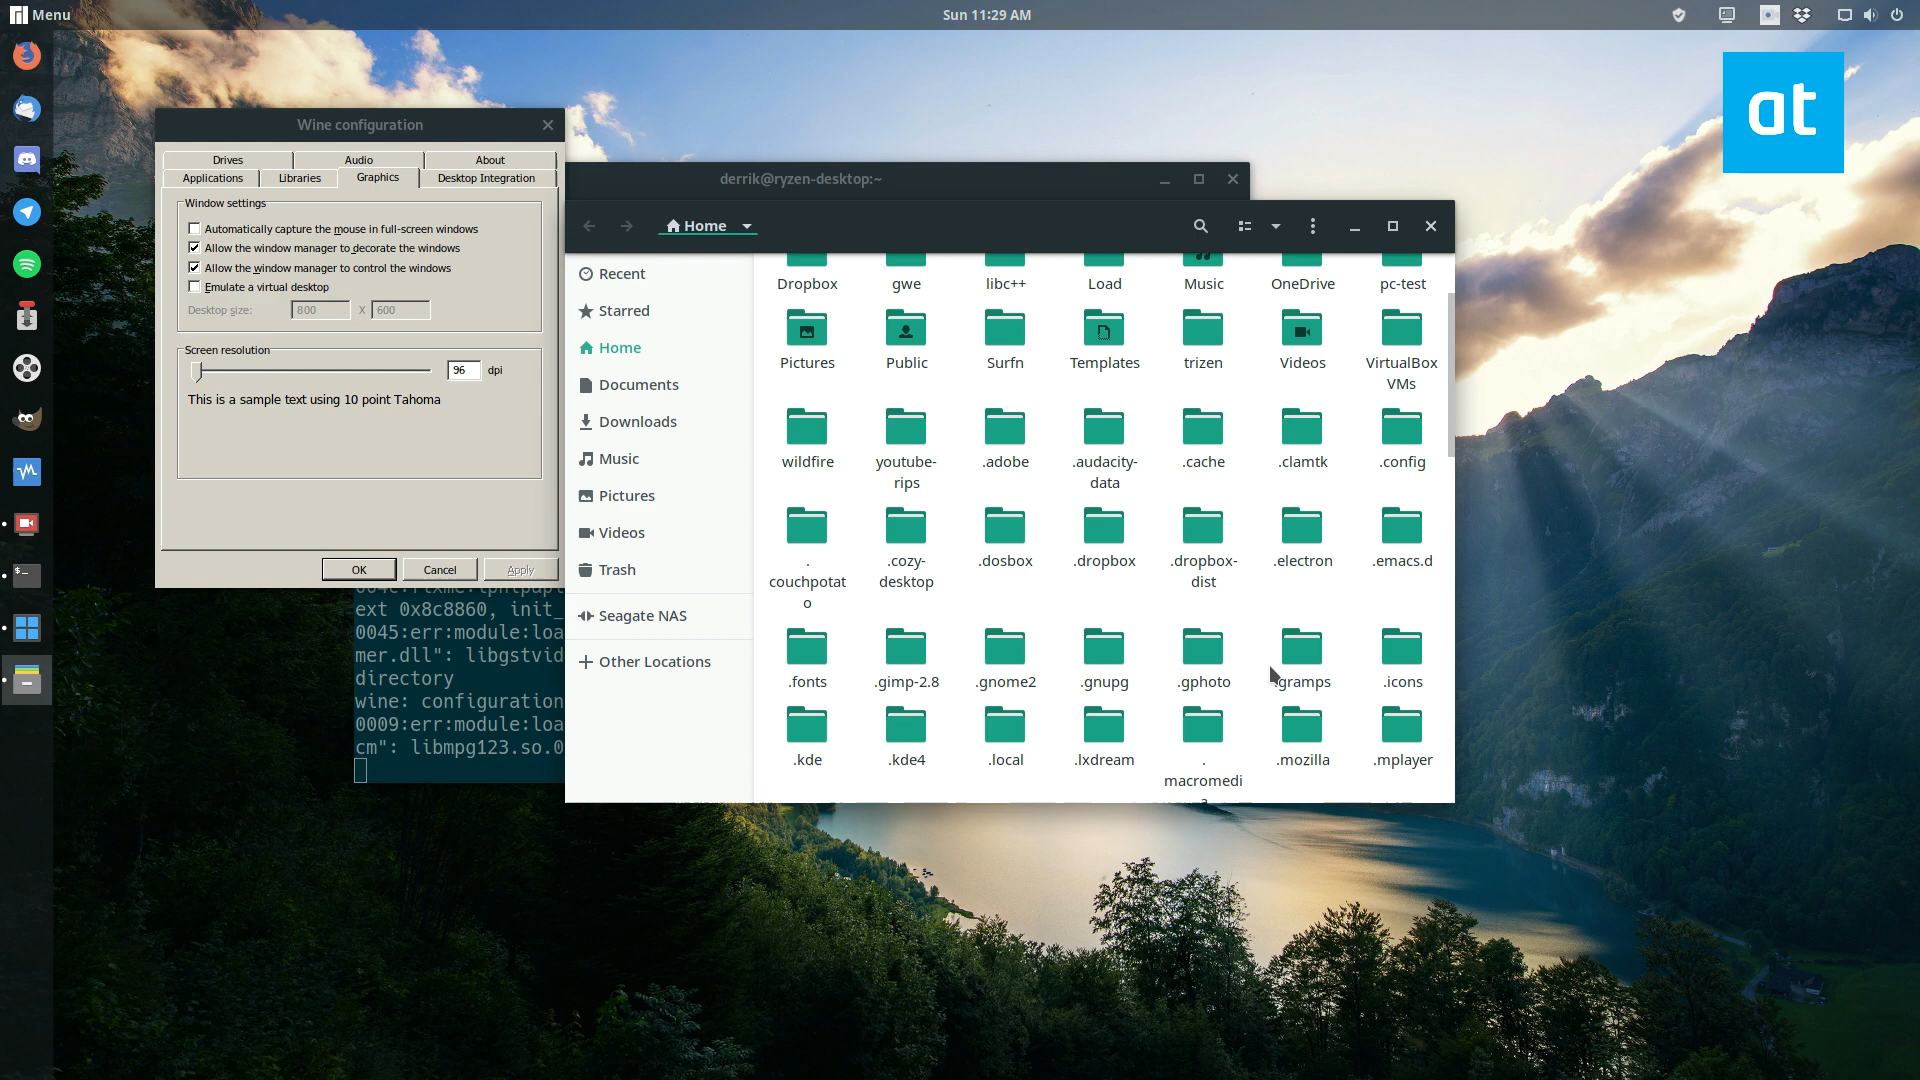 Menu
Sun 11:29 AM
at
Wine configuration
Drives Audio About
Applications Libraries Graphics Desktop Integration
Window settings
Automatically capture the mouse in full-screen windows
Allow the window manager to decorate the windows
Allow the window manager to control the windows
Emulate a virtual desktop
Desktop size: 800 X 600
Screen resolution
96 dpi
This is a sample text using 10 point Tahoma
OK Cancel Apply
derrik@ryzen-desktop:~
ext 0x8c8860, init_
0045:err:module:loa
mer.dll": libgstvid
directory
wine: configuration
0009:err:module:loa
cm": libmpg123.so.0
Home
Recent
Starred
Home
Documents
Downloads
Music
Pictures
Videos
Trash
Seagate NAS
Other Locations
Dropbox gwe libc++ Load Music OneDrive pc-test
Pictures Public Surfn Templates trizen Videos VirtualBox
VMs
wildfire youtube- .adobe .audacity- .cache .clamtk .config
rips data
. .cozy- .dosbox .dropbox .dropbox- .electron .emacs.d
couchpotat desktop dist
o
.fonts .gimp-2.8 .gnome2 .gnupg .gphoto .gramps .icons
.kde .kde4 .local .lxdream . .mozilla .mplayer
macromedi